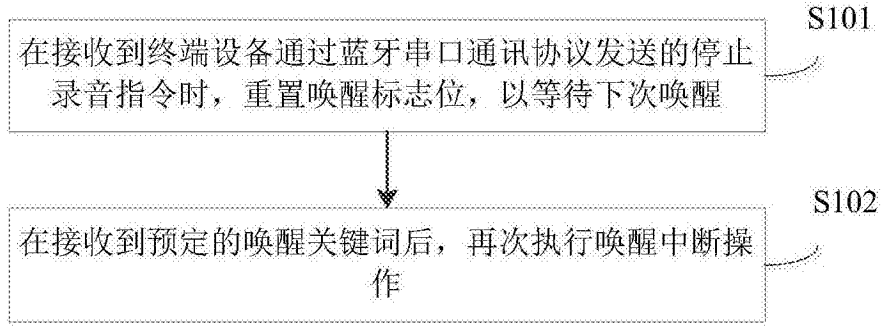 S101
在接收到终端设备通过蓝牙串口通讯协议发送的停止
录音指令时，重置唤醒标志位，以等待下次唤醒
S102
在接收到预定的唤醒关键词后，再次执行唤醒中断操
作